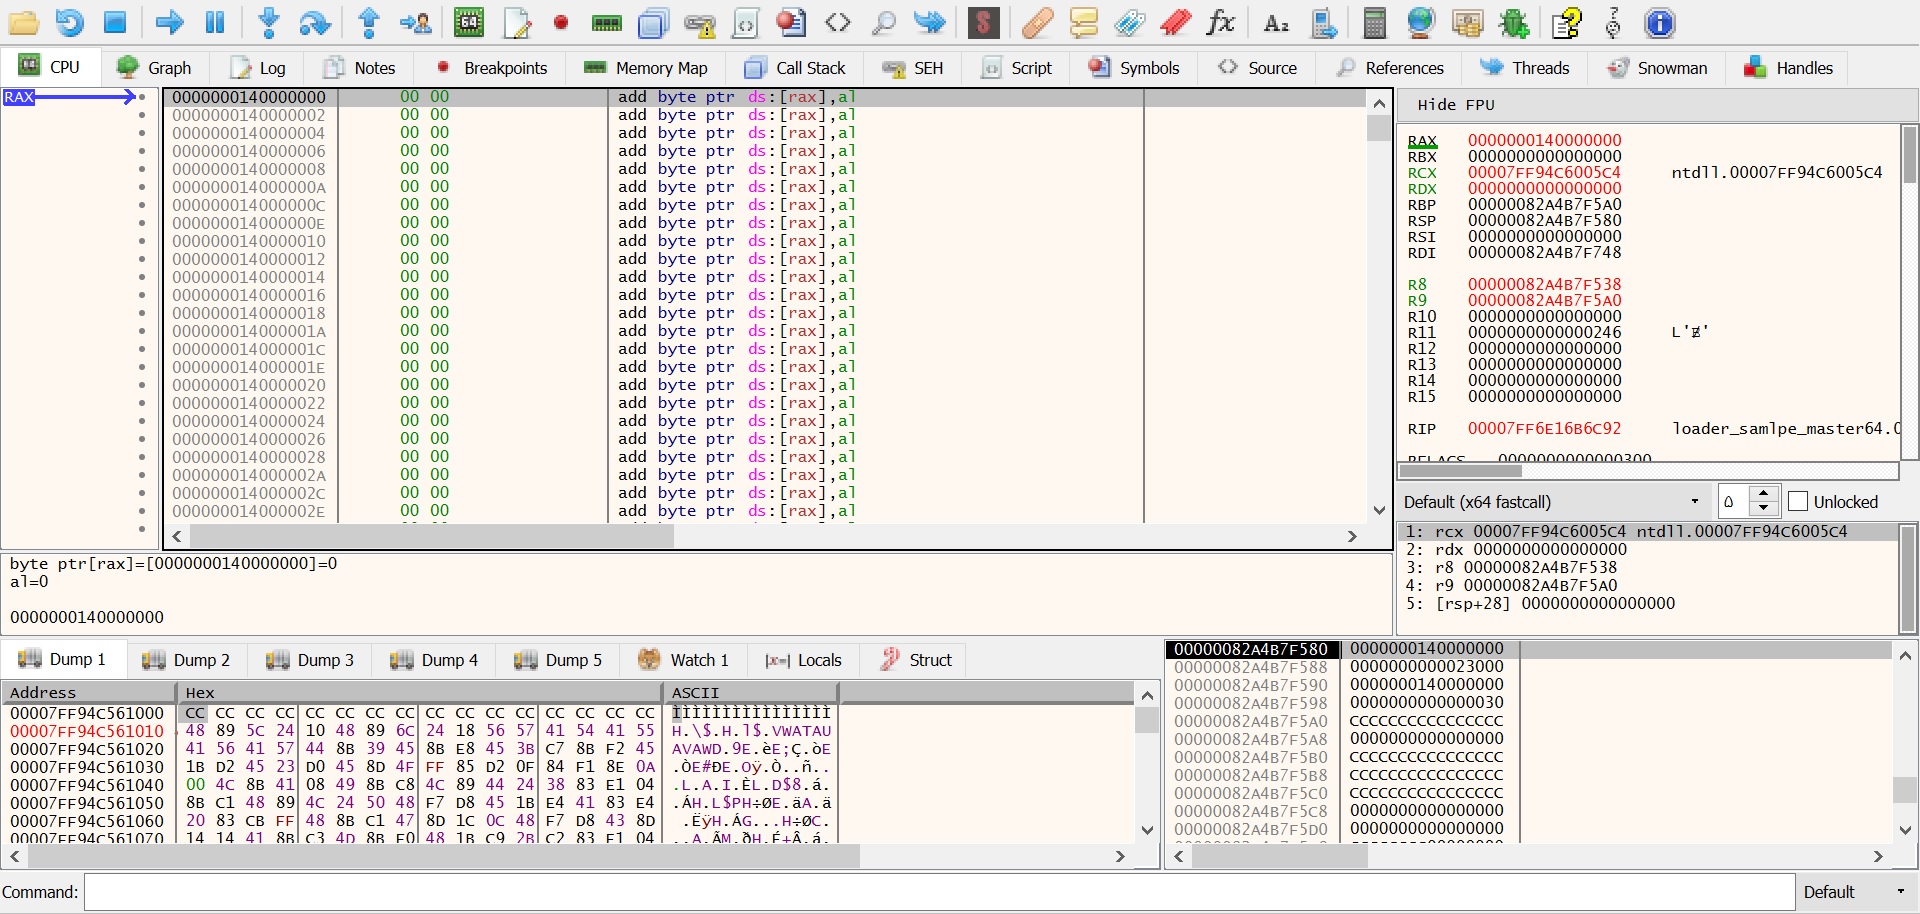 CPU Graph Log Notes Breakpoints Memory Map Call Stack SEH Script Symbols Source References Threads Snowman Handles
RAX
0000000140000000 00 00 add byte ptr ds:[rax],al
0000000140000002 00 00 add byte ptr ds:[rax],al
0000000140000004 00 00 add byte ptr ds:[rax],al
0000000140000006 00 00 add byte ptr ds:[rax],al
0000000140000008 00 00 add byte ptr ds:[rax],al
000000014000000A 00 00 add byte ptr ds:[rax],al
000000014000000C 00 00 add byte ptr ds:[rax],al
000000014000000E 00 00 add byte ptr ds:[rax],al
0000000140000010 00 00 add byte ptr ds:[rax],al
0000000140000012 00 00 add byte ptr ds:[rax],al
0000000140000014 00 00 add byte ptr ds:[rax],al
0000000140000016 00 00 add byte ptr ds:[rax],al
0000000140000018 00 00 add byte ptr ds:[rax],al
000000014000001A 00 00 add byte ptr ds:[rax],al
000000014000001C 00 00 add byte ptr ds:[rax],al
000000014000001E 00 00 add byte ptr ds:[rax],al
0000000140000020 00 00 add byte ptr ds:[rax],al
0000000140000022 00 00 add byte ptr ds:[rax],al
0000000140000024 00 00 add byte ptr ds:[rax],al
0000000140000026 00 00 add byte ptr ds:[rax],al
0000000140000028 00 00 add byte ptr ds:[rax],al
000000014000002A 00 00 add byte ptr ds:[rax],al
000000014000002C 00 00 add byte ptr ds:[rax],al
000000014000002E 00 00 add byte ptr ds:[rax],al
byte ptr[rax]=[0000000140000000]=0
al=0
0000000140000000
Hide FPU
RAX 0000000140000000
RBX 0000000000000000
RCX 00007FF94C6005C4 ntdll.00007FF94C6005C4
RDX 0000000000000000
RBP 00000082A4B7F5A0
RSP 00000082A4B7F580
RSI 0000000000000000
RDI 00000082A4B7F748
R8 00000082A4B7F538
R9 00000082A4B7F5A0
R10 0000000000000000
R11 0000000000000246 L'Ɇ'
R12 0000000000000000
R13 0000000000000000
R14 0000000000000000
R15 0000000000000000
RIP 00007FF6E16B6C92 loader_samlpe_master64.0
RFLAGS 0000000000000300
Default (x64 fastcall) ۵ Unlocked
1: rcx 00007FF94C6005C4 ntdll.00007FF94C6005C4
2: rdx 0000000000000000
3: r8 00000082A4B7F538
4: r9 00000082A4B7F5A0
5: [rsp+28] 0000000000000000
Dump 1 Dump 2 Dump 3 Dump 4 Dump 5 Watch 1 Locals Struct
Address Hex ASCII
00007FF94C561000 CC CC CC CC CC CC CC CC CC CC CC CC CC CC CC CC ÌÌÌÌÌÌÌÌÌÌÌÌÌÌÌÌ
00007FF94C561010 48 89 5C 24 10 48 89 6C 24 18 56 57 41 54 41 55 H.\$.H.l$.VWATAU
00007FF94C561020 41 56 41 57 44 8B 39 45 8B E8 45 3B C7 8B F2 45 AVAWD.9E.èE;Ç.òE
00007FF94C561030 1B D2 45 23 D0 45 8D 4F FF 85 D2 0F 84 F1 8E 0A .ÒE#ÐE.Oÿ.Ò..ñ..
00007FF94C561040 00 4C 8B 41 08 49 8B C8 4C 89 44 24 38 83 E1 04 .L.A.I.ÈL.D$8.á.
00007FF94C561050 8B C1 48 89 4C 24 50 48 F7 D8 45 1B E4 41 83 E4 .ÁH.L$PH÷ØE.äA.ä
00007FF94C561060 20 83 CB FF 48 8B C1 47 8D 1C 0C 48 F7 D8 43 8D  .ËÿH.ÁG...H÷ØC.
00007FF94C561070 14 14 41 8B C3 4D 8B F0 48 1B C9 2B C2 83 E1 04 ..A.ÃM.ðH.É+Â.á.
00000082A4B7F580 0000000140000000
00000082A4B7F588 0000000000023000
00000082A4B7F590 0000000140000000
00000082A4B7F598 0000000000000030
00000082A4B7F5A0 CCCCCCCCCCCCCCCC
00000082A4B7F5A8 0000000000000000
00000082A4B7F5B0 CCCCCCCCCCCCCCCC
00000082A4B7F5B8 CCCCCCCCCCCCCCCC
00000082A4B7F5C0 CCCCCCCCCCCCCCCC
00000082A4B7F5C8 0000000000000000
00000082A4B7F5D0 0000000000000000
Command: Default